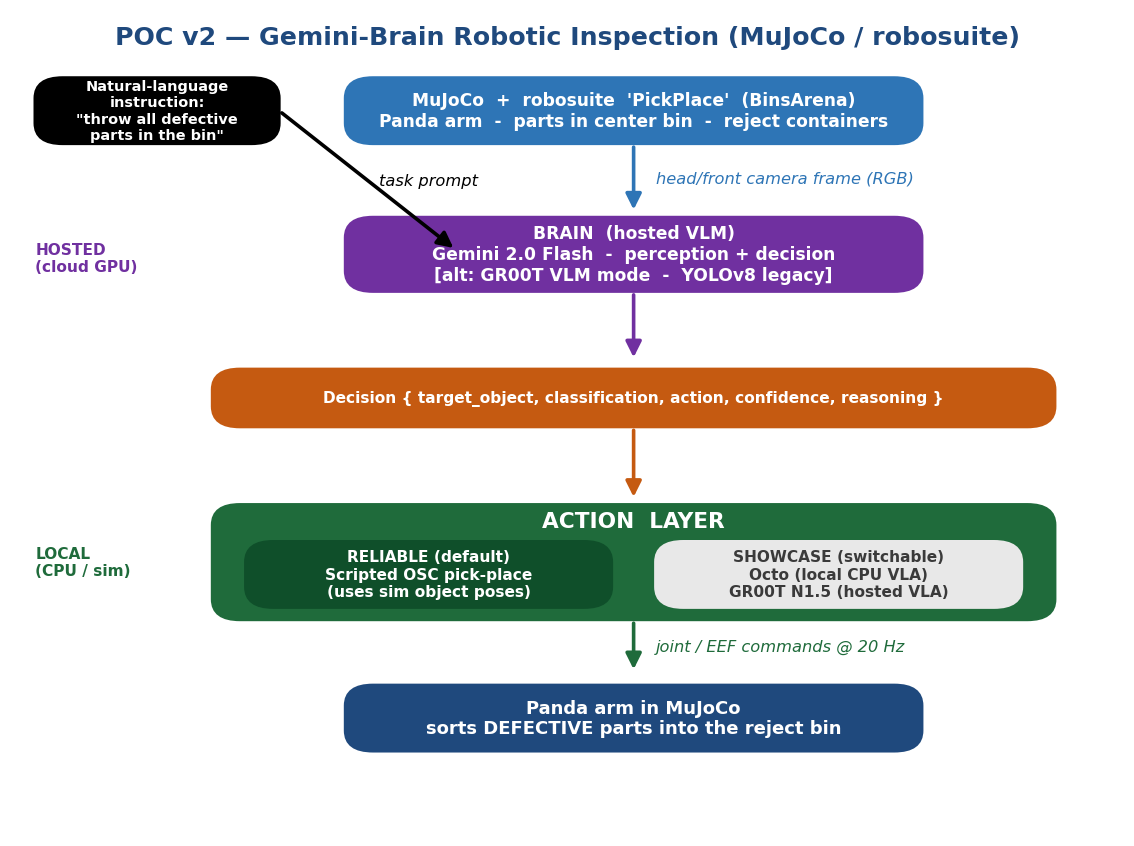 POC v2 — Gemini-Brain Robotic Inspection (MuJoCo / robosuite)
Natural-language
instruction:
"throw all defective
parts in the bin"
MuJoCo + robosuite 'PickPlace' (BinsArena)
Panda arm - parts in center bin - reject containers
task prompt
head/front camera frame (RGB)
HOSTED
(cloud GPU)
BRAIN (hosted VLM)
Gemini 2.0 Flash - perception + decision
[alt: GR00T VLM mode - YOLOv8 legacy]
Decision { target_object, classification, action, confidence, reasoning }
LOCAL
(CPU / sim)
ACTION LAYER
RELIABLE (default)
Scripted OSC pick-place
(uses sim object poses)
SHOWCASE (switchable)
Octo (local CPU VLA)
GR00T N1.5 (hosted VLA)
joint / EEF commands @ 20 Hz
Panda arm in MuJoCo
sorts DEFECTIVE parts into the reject bin